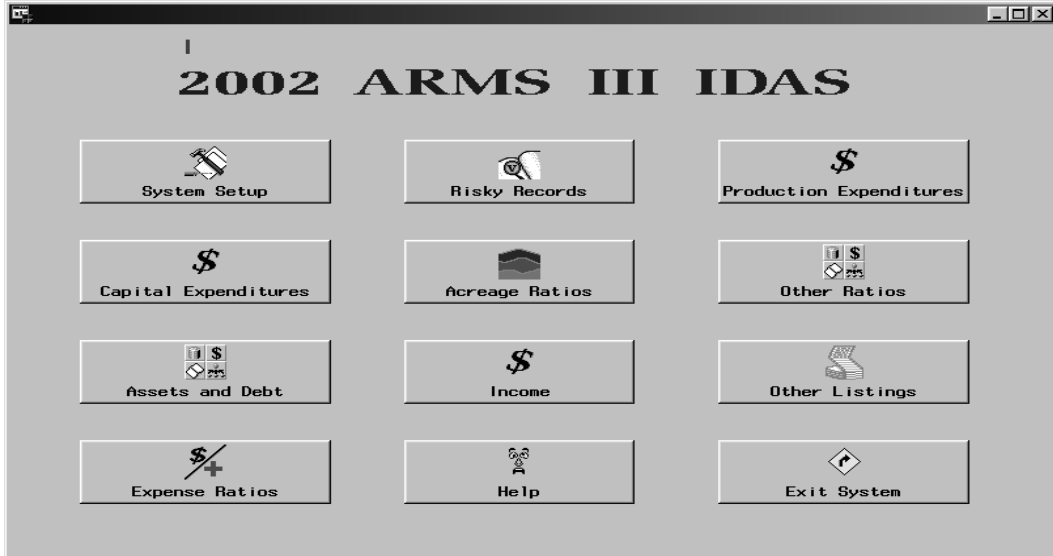 2002 ARMS III IDAS
System Setup
Risky Records
Production Expenditures
Capital Expenditures
Acreage Ratios
Other Ratios
Assets and Debt
Income
Other Listings
Expense Ratios
Help
Exit System